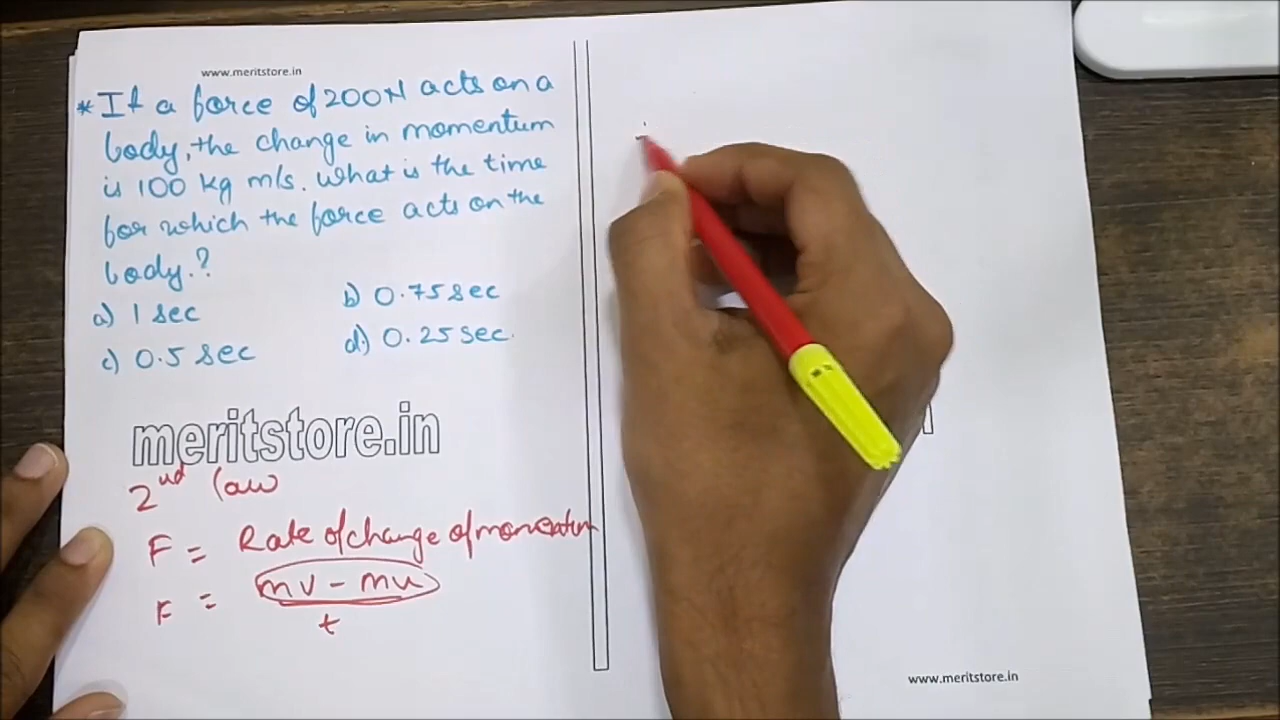 www.meritstore.in
* If a force of 200N acts on a
body, the change in momentum
is 100 kg m/s. What is the time
for which the force acts on the
body.?
a) 1 sec
b) 0.75 sec
c) 0.5 sec
d.) 0.25 sec.
meritstore.in
2nd law
F = Rate of change of momentum
F = mv - mu
t
www.meritstore.in